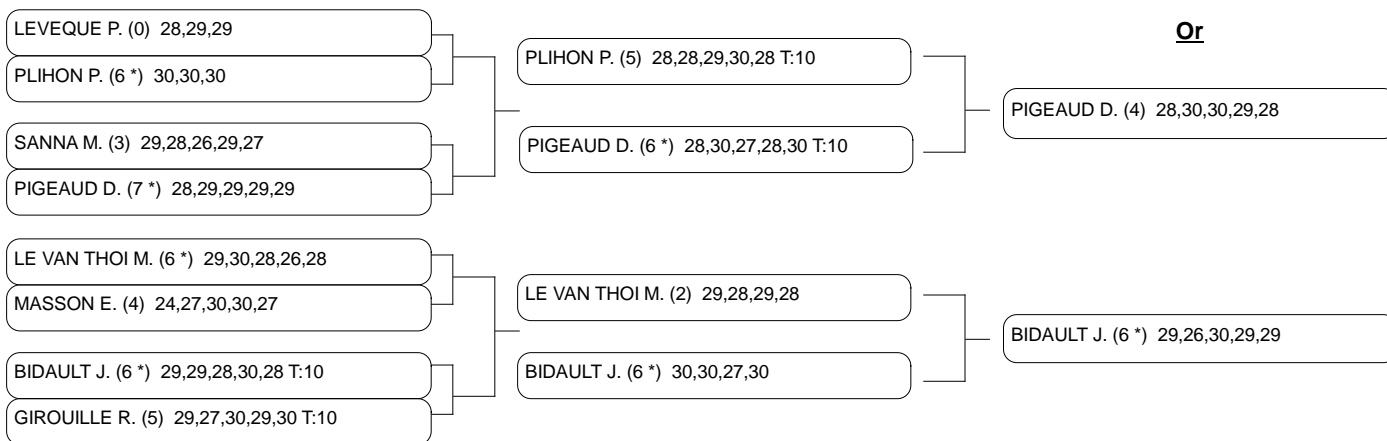 LEVEQUE P. (0) 28,29,29
PLIHON P. (6 *) 30,30,30
SANNA M. (3) 29,28,26,29,27
PIGEAUD D. (7 *) 28,29,29,29,29
LE VAN THOI M. (6 *) 29,30,28,26,28
MASSON E. (4) 24,27,30,30,27
BIDAULT J. (6 *) 29,29,28,30,28 T:10
GIROUILLE R. (5) 29,27,30,29,30 T:10
PLIHON P. (5) 28,28,29,30,28 T:10
PIGEAUD D. (6 *) 28,30,27,28,30 T:10
LE VAN THOI M. (2) 29,28,29,28
BIDAULT J. (6 *) 30,30,27,30
Or
PIGEAUD D. (4) 28,30,30,29,28
BIDAULT J. (6 *) 29,26,30,29,29